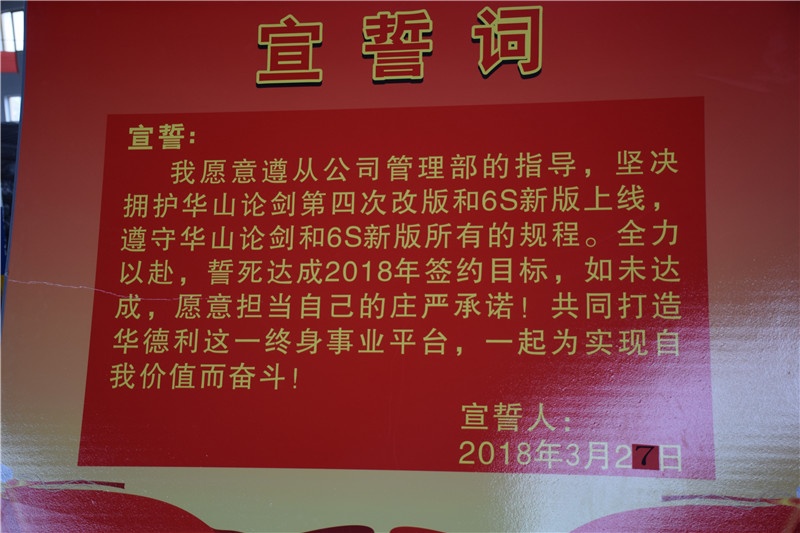 宣誓词
宣誓：
我愿意遵从公司管理部的指导，坚决
拥护华山论剑第四次改版和6S新版上线，
遵守华山论剑和6S新版所有的规程。全力
以赴，誓死达成2018年签约目标，如未达
成，愿意担当自己的庄严承诺！共同打造
华德利这一终身事业平台，一起为实现自
我价值而奋斗！
宣誓人：
2018年3月27日